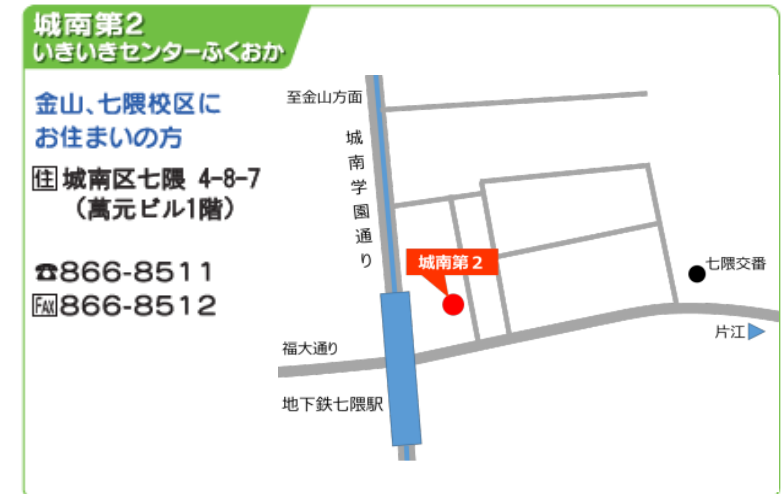 城南第2
いきいきセンターふくおか
金山、七隈校区に
お住まいの方
住 城南区七隈 4-8-7
(萬元ビル1階)
☎866-8511
FAX866-8512
至金山方面
城南学園通り
城南第2
七隈交番
片江
福大通り
地下鉄七隈駅